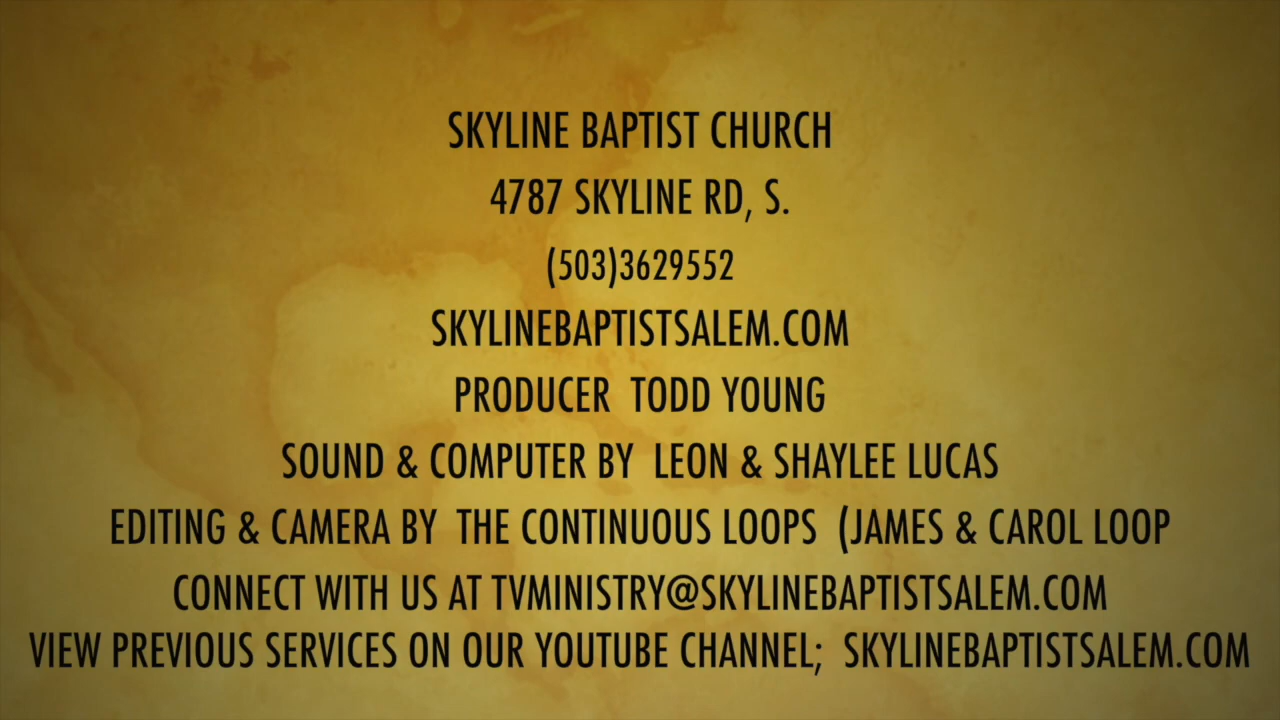 SKYLINE BAPTIST CHURCH
4787 SKYLINE RD, S.
(503)3629552
SKYLINEBAPTISTSALEM.COM
PRODUCER  TODD YOUNG
SOUND & COMPUTER BY  LEON & SHAYLEE LUCAS
EDITING & CAMERA BY  THE CONTINUOUS LOOPS  (JAMES & CAROL LOOP
CONNECT WITH US AT TVMINISTRY@SKYLINEBAPTISTSALEM.COM
VIEW PREVIOUS SERVICES ON OUR YOUTUBE CHANNEL;  SKYLINEBAPTISTSALEM.COM